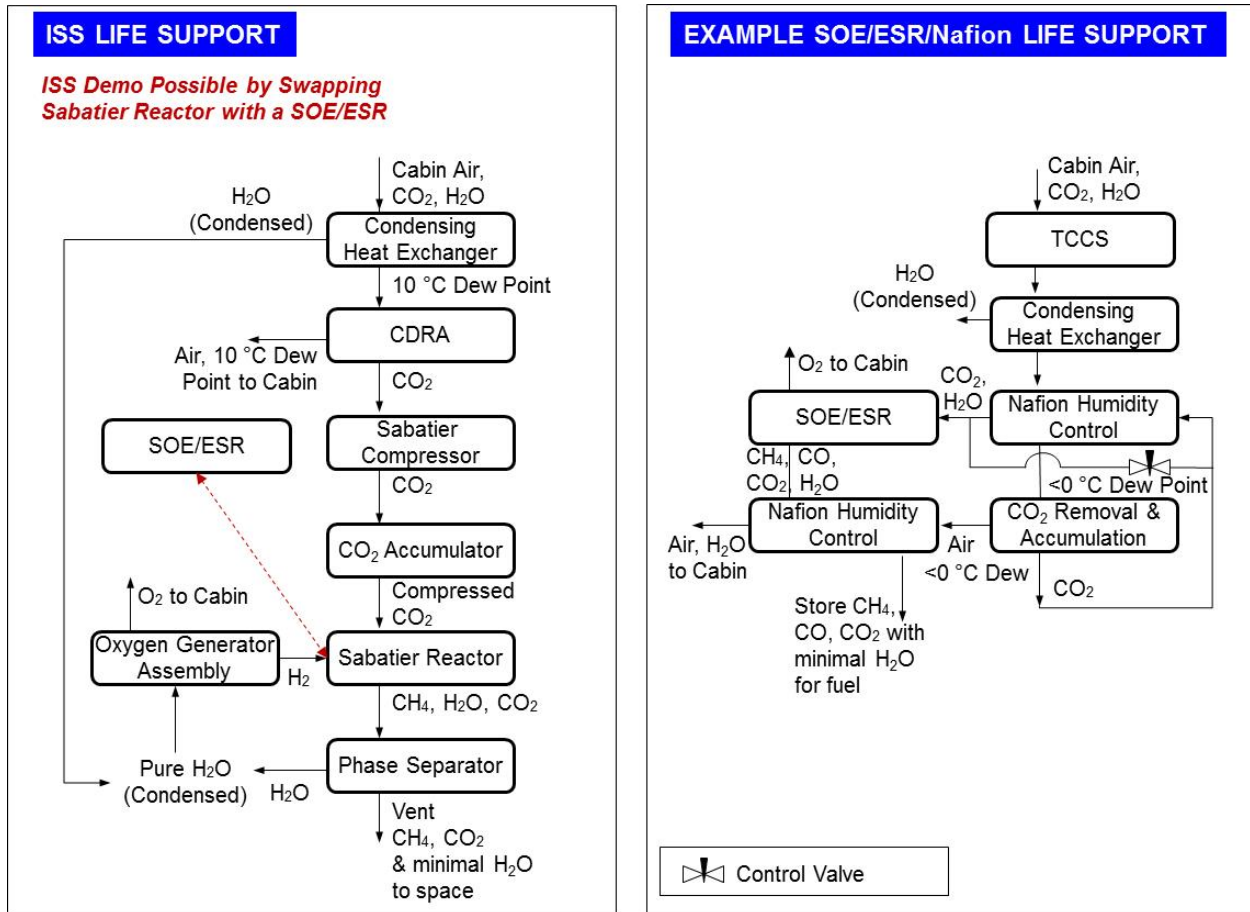 ISS LIFE SUPPORT
ISS Demo Possible by Swapping
Sabatier Reactor with a SOE/ESR
Cabin Air,
CO₂, H₂O
H₂O
(Condensed)
Condensing
Heat Exchanger
10 °C Dew Point
CDRA
Air, 10 °C Dew
Point to Cabin
CO₂
SOE/ESR
Sabatier
Compressor
CO₂
CO₂ Accumulator
Compressed
CO₂
O₂ to Cabin
Oxygen Generator
Assembly
H₂
Sabatier Reactor
CH₄, H₂O, CO₂
Phase Separator
Pure H₂O
(Condensed)
H₂O
Vent
CH₄, CO₂
& minimal H₂O
to space
EXAMPLE SOE/ESR/Nafion LIFE SUPPORT
Cabin Air,
CO₂, H₂O
TCCS
H₂O
(Condensed)
Condensing
Heat Exchanger
O₂ to Cabin
CO₂,
H₂O
SOE/ESR
Nafion Humidity
Control
CH₄, CO,
CO₂, H₂O
<0 °C Dew Point
Nafion Humidity
Control
CO₂ Removal &
Accumulation
Air, H₂O
to Cabin
Air
<0 °C Dew
CO₂
Store CH₄,
CO, CO₂ with
minimal H₂O
for fuel
Control Valve